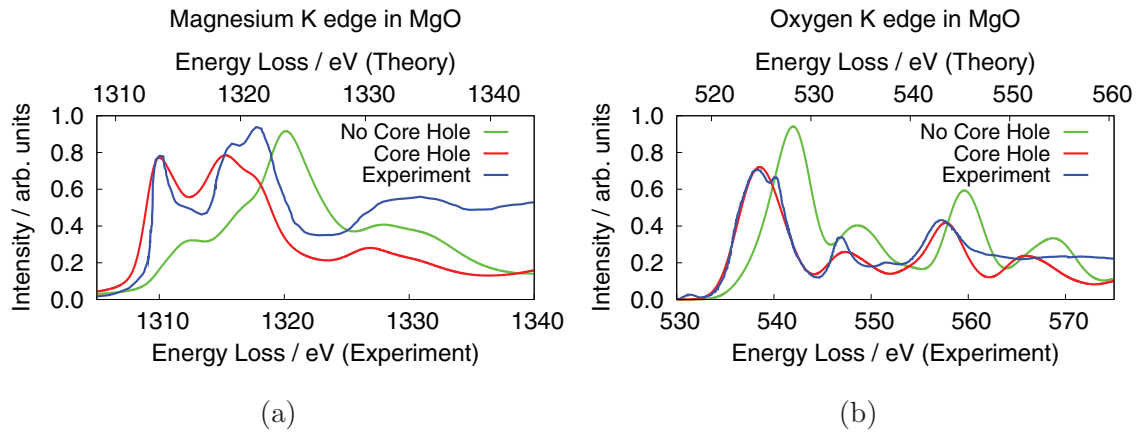 Magnesium K edge in MgO
Energy Loss / eV (Theory)
1310 1320 1330 1340
Intensity / arb. units
1.0
0.8
0.6
0.4
0.2
0.0
No Core Hole
Core Hole
Experiment
1310 1320 1330 1340
Energy Loss / eV (Experiment)
(a)
Oxygen K edge in MgO
Energy Loss / eV (Theory)
520 530 540 550 560
Intensity / arb. units
1.0
0.8
0.6
0.4
0.2
0.0
No Core Hole
Core Hole
Experiment
530 540 550 560 570
Energy Loss / eV (Experiment)
(b)